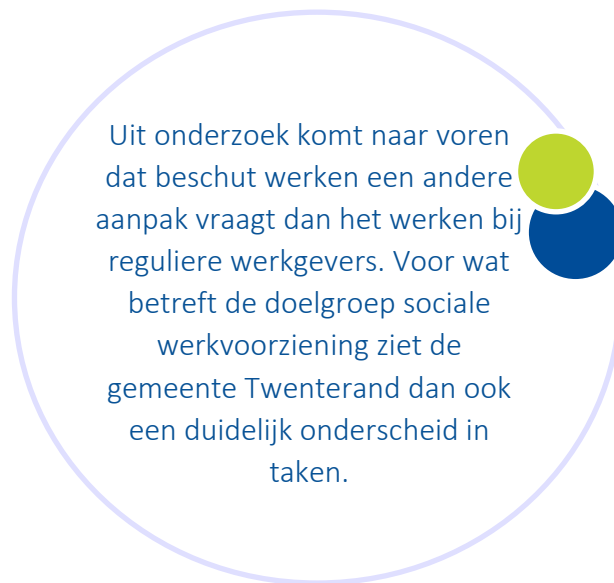 Uit onderzoek komt naar voren
dat beschut werken een andere
aanpak vraagt dan het werken bij
reguliere werkgevers. Voor wat
betreft de doelgroep sociale
werkvoorziening ziet de
gemeente Twenterand dan ook
een duidelijk onderscheid in
taken.